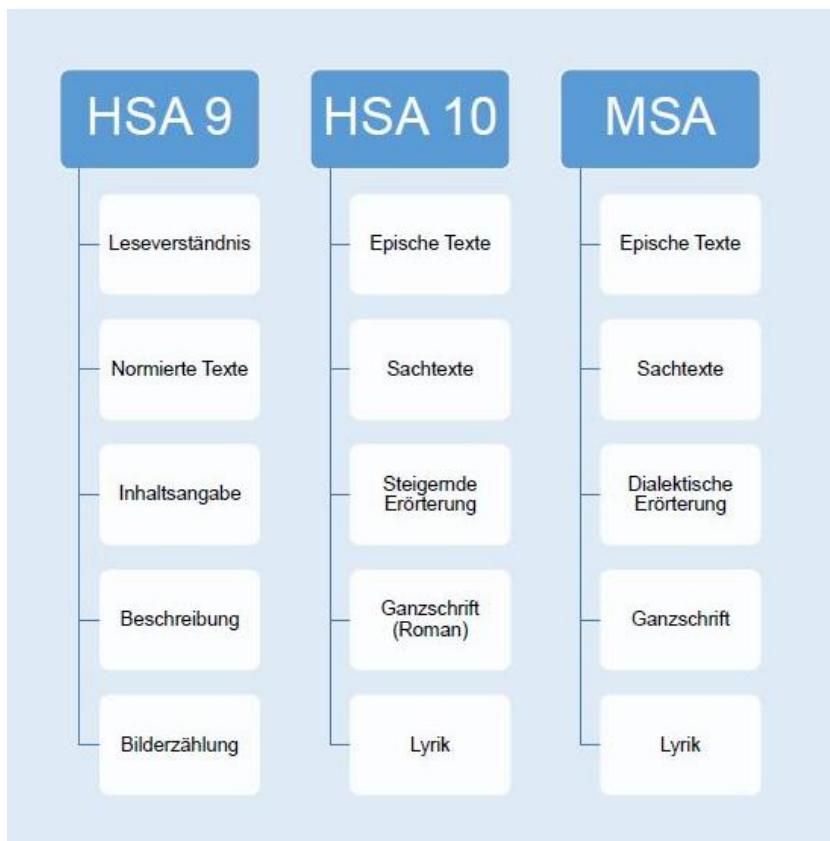 HSA 9
Leseverständnis
Normierte Texte
Inhaltsangabe
Beschreibung
Bilderzählung
HSA 10
Epische Texte
Sachtexte
Steigernde
Erörterung
Ganzschrift
(Roman)
Lyrik
MSA
Epische Texte
Sachtexte
Dialektische
Erörterung
Ganzschrift
Lyrik